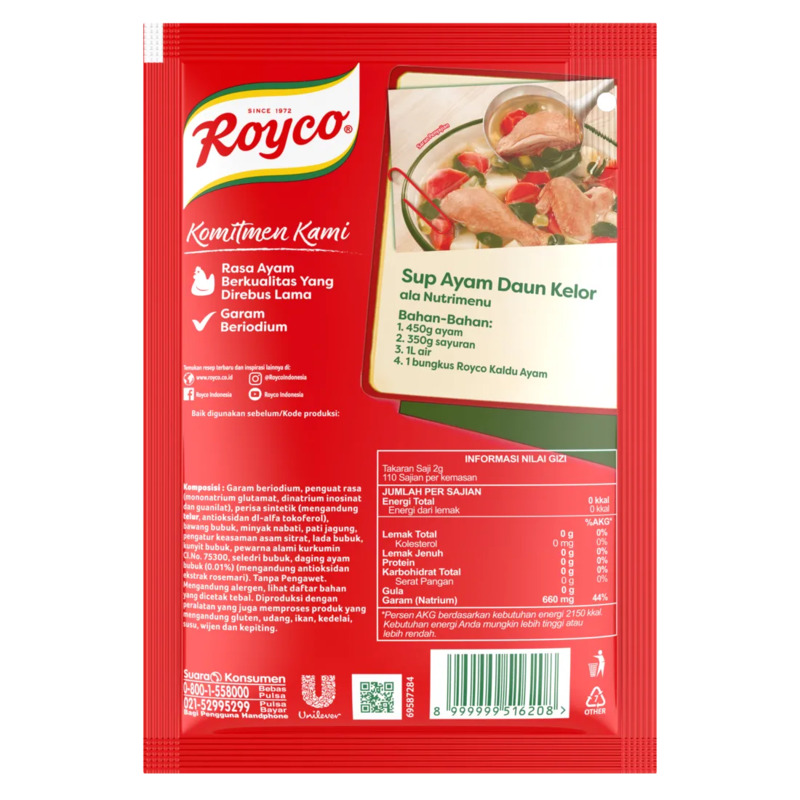 SINCE 1972
Royco®
Komitmen Kami
Rasa Ayam
Berkualitas Yang
Direbus Lama
Garam
Beriodium
Temukan resep terbaru dan inspirasi lainnya di:
www.royco.co.id
@RoycoIndonesia
Royco Indonesia
Royco Indonesia
Baik digunakan sebelum/Kode produksi:
Saran Penyajian
Sup Ayam Daun Kelor
ala Nutrimenu
Bahan-Bahan:
1. 450g ayam
2. 350g sayuran
3. 1L air
4. 1 bungkus Royco Kaldu Ayam
Komposisi : Garam beriodium, penguat rasa
(mononatrium glutamat, dinatrium inosinat
dan guanilat), perisa sintetik (mengandung
telur, antioksidan dl-alfa tokoferol),
bawang bubuk, minyak nabati, pati jagung,
pengatur keasaman asam sitrat, lada bubuk,
kunyit bubuk, pewarna alami kurkumin
CI.No. 75300, seledri bubuk, daging ayam
bubuk (0.01%) (mengandung antioksidan
ekstrak rosemari). Tanpa Pengawet.
Mengandung alergen, lihat daftar bahan
yang dicetak tebal. Diproduksi dengan
peralatan yang juga memproses produk yang
mengandung gluten, udang, ikan, kedelai,
susu, wijen dan kepiting.
INFORMASI NILAI GIZI
Takaran Saji 2g
110 Sajian per kemasan
JUMLAH PER SAJIAN
Energi Total 0 kkal
Energi dari lemak 0 kkal
%AKG*
Lemak Total 0 g 0%
Kolesterol 0 mg 0%
Lemak Jenuh 0 g 0%
Protein 0 g 0%
Karbohidrat Total 0 g 0%
Serat Pangan 0 g 0%
Gula 0 g
Garam (Natrium) 660 mg 44%
*Persen AKG berdasarkan kebutuhan energi 2150 kkal.
Kebutuhan energi Anda mungkin lebih tinggi atau
lebih rendah.
Suara Konsumen
0-800-1-558000 Bebas Pulsa
021-52995299 Pulsa Bayar
Bagi Pengguna Handphone
Unilever
69587284
8 999999 516208 >
7
OTHER